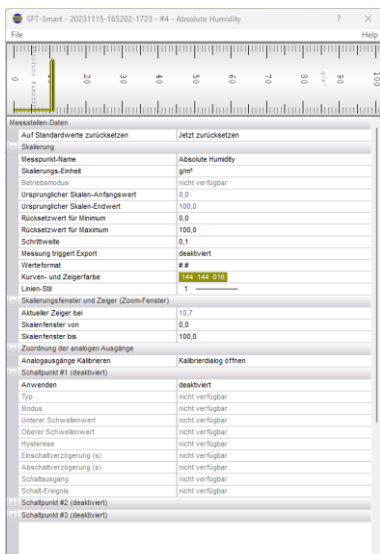 SFT-Smart - 20231115-165202-1723 - #4 - Absolute Humidity ? ×
File Help
0 10 20 30 40 50 60 70 80 90 100
g/m³
Messstellen-Daten
Auf Standardwerte zurücksetzen Jetzt zurücksetzen
Skalierung
Messpunkt-Name Absolute Humidity
Skalierungs-Einheit g/m³
Betriebsmodus nicht verfügbar
Ursprunglicher Skalen-Anfangswert 0,0
Ursprunglicher Skalen-Endwert 100,0
Rücksetzwert für Minimum 0,0
Rücksetzwert für Maximum 100,0
Schrittweite 0,1
Messung triggert Export deaktiviert
Werteformat #.#
Kurven- und Zeigerfarbe 144 144 016
Linien-Stil 1
Skalierungsfenster und Zeiger (Zoom-Fenster)
Aktueller Zeiger bei 10,7
Skalenfenster von 0,0
Skalenfenster bis 100,0
Zuordnung der analogen Ausgänge
Analogausgänge Kalibrieren Kalibrierdialog öffnen
Schaltpunkt #1 (deaktiviert)
Anwenden deaktiviert
Typ nicht verfügbar
Modus nicht verfügbar
Unterer Schwellenwert nicht verfügbar
Oberer Schwellenwert nicht verfügbar
Hysterese nicht verfügbar
Einschaltverzögerung (s) nicht verfügbar
Abschaltverzögerung (s) nicht verfügbar
Schaltausgang nicht verfügbar
Schalt-Ereignis nicht verfügbar
Schaltpunkt #2 (deaktiviert)
Schaltpunkt #3 (deaktiviert)